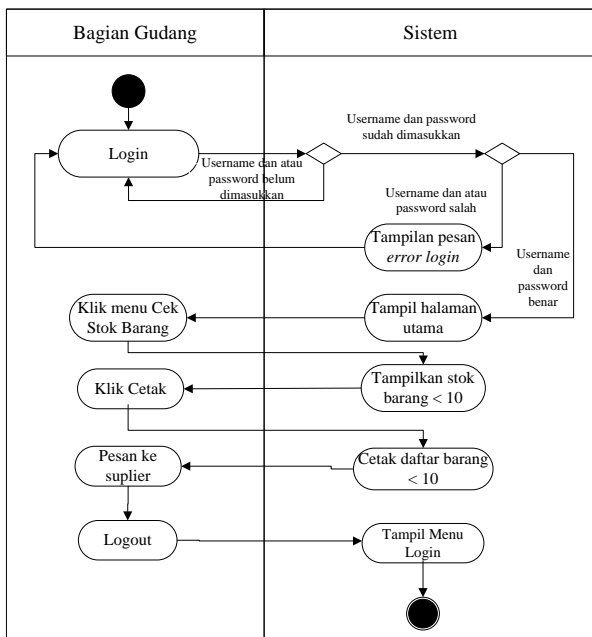 Bagian Gudang
Sistem
Login
Username dan password
sudah dimasukkan
Username dan atau
password belum
dimasukkan
Username dan atau
password salah
Tampilan pesan
error login
Username
dan
password
benar
Klik menu Cek
Stok Barang
Tampil halaman
utama
Klik Cetak
Tampilkan stok
barang < 10
Pesan ke
suplier
Cetak daftar barang
< 10
Logout
Tampil Menu
Login